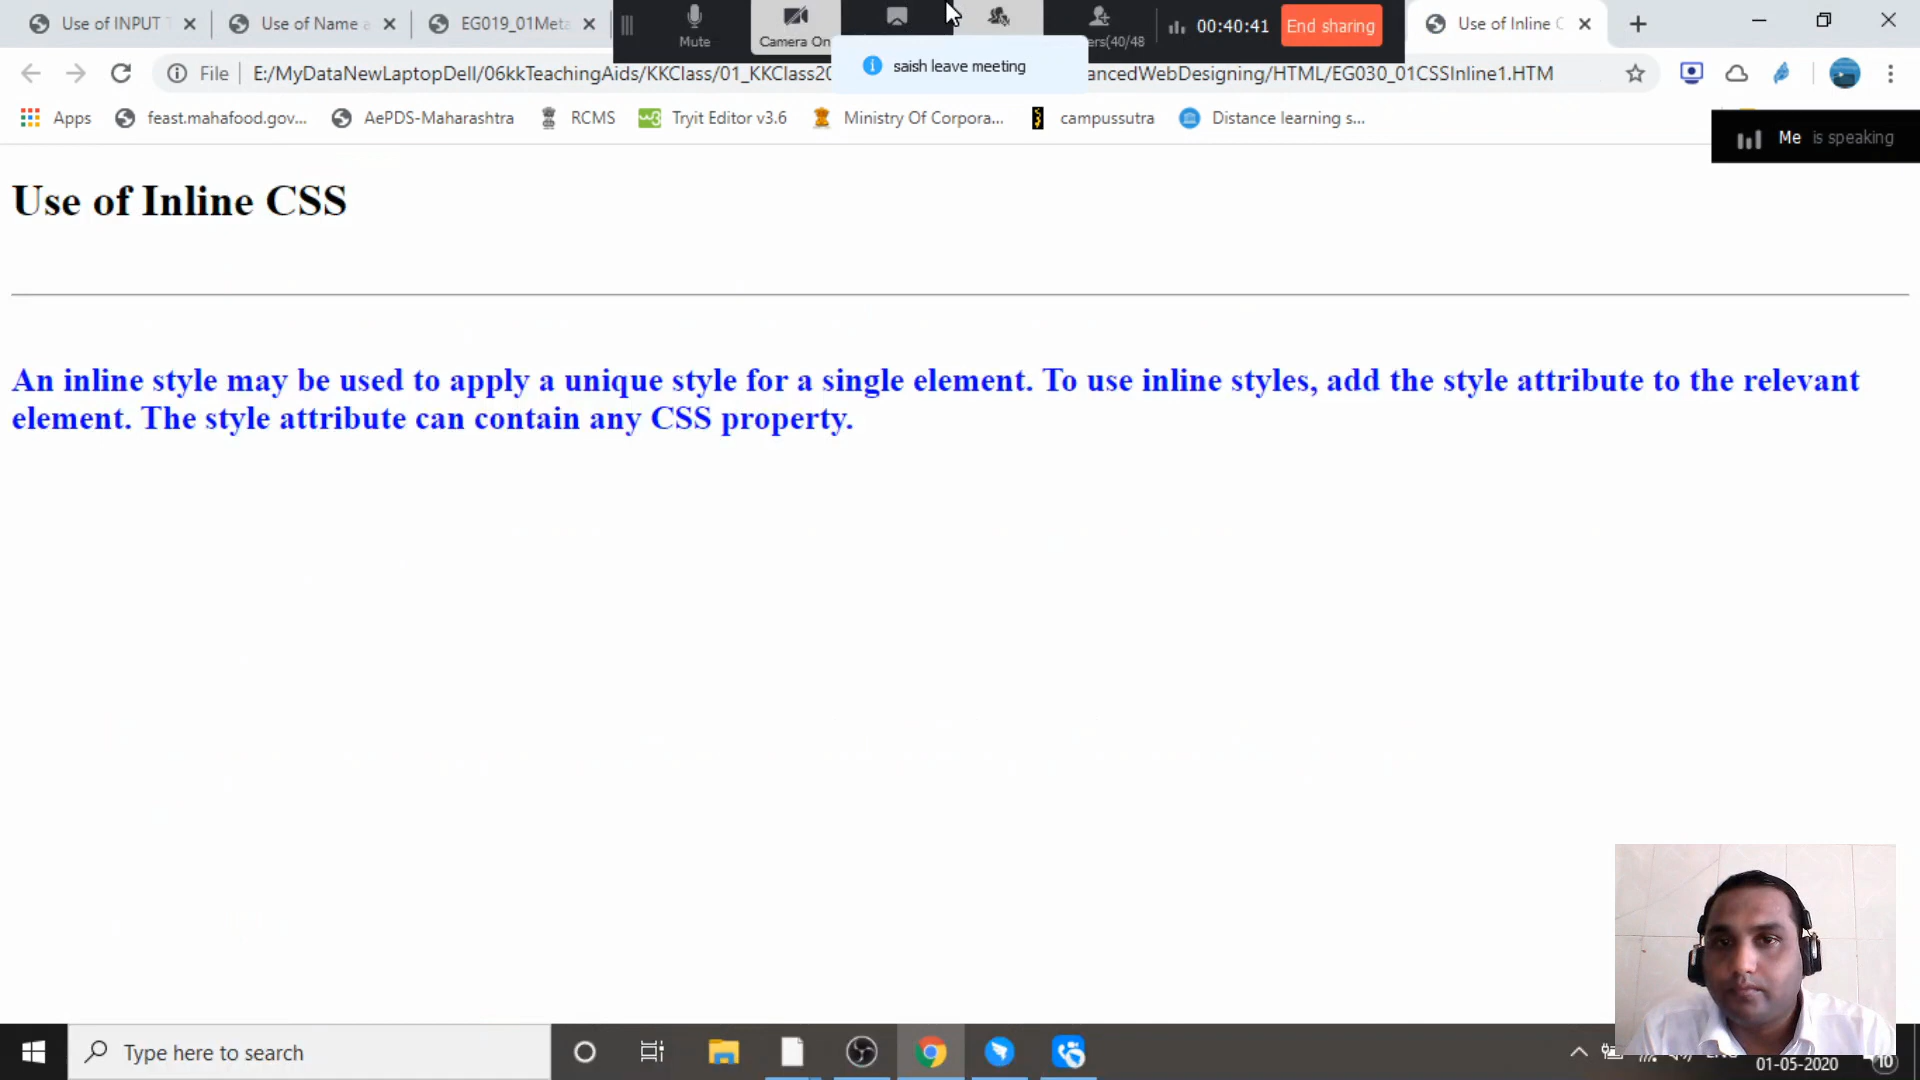 Use of INPUT T
Use of Name a
EG019_01Meta
Mute
Camera On
ers(40/48
00:40:41
End sharing
Use of Inline C
saish leave meeting
File
E:/MyDataNewLaptopDell/06kkTeachingAids/KKClass/01_KKClass20
ancedWebDesigning/HTML/EG030_01CSSInline1.HTM
Apps
feast.mahafood.gov...
AePDS-Maharashtra
RCMS
Tryit Editor v3.6
Ministry Of Corpora...
campussutra
Distance learning s...
Me is speaking
Use of Inline CSS
An inline style may be used to apply a unique style for a single element. To use inline styles, add the style attribute to the relevant
element. The style attribute can contain any CSS property.
Type here to search
01-05-2020
10